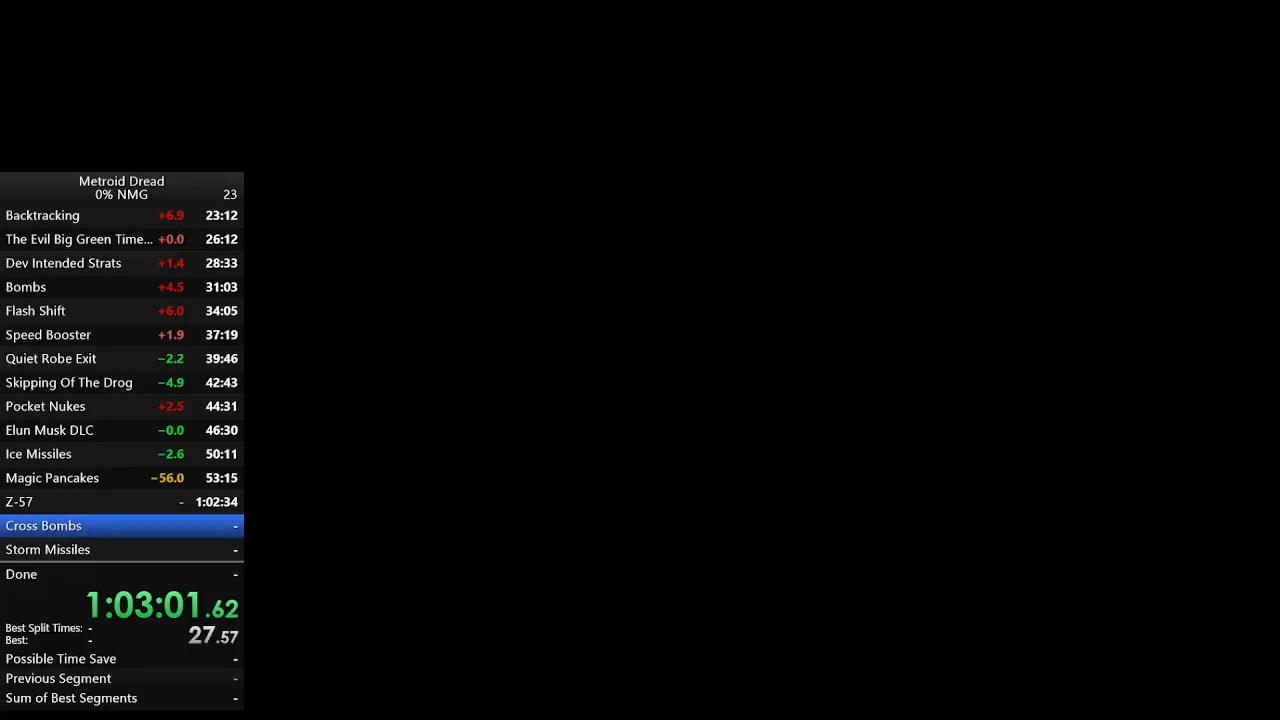 Metroid Dread
0% NMG 23
Backtracking +6.9 23:12
The Evil Big Green Time... +0.0 26:12
Dev Intended Strats +1.4 28:33
Bombs +4.5 31:03
Flash Shift +6.0 34:05
Speed Booster +1.9 37:19
Quiet Robe Exit −2.2 39:46
Skipping Of The Drog −4.9 42:43
Pocket Nukes +2.5 44:31
Elun Musk DLC −0.0 46:30
Ice Missiles −2.6 50:11
Magic Pancakes −56.0 53:15
Z-57 - 1:02:34
Cross Bombs -
Storm Missiles -
Done -
1:03:01.62
Best Split Times: -
Best: - 27.57
Possible Time Save -
Previous Segment -
Sum of Best Segments -